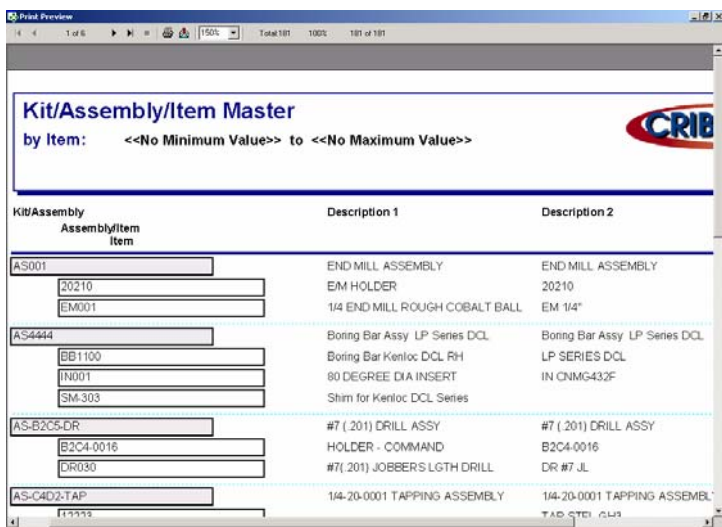 Print Preview
1 of 6 150% Total:181 100% 181 of 181
Kit/Assembly/Item Master
CRIB
by Item: <<No Minimum Value>> to <<No Maximum Value>>
Kit/Assembly Description 1 Description 2
Assembly/Item
Item
AS001 END MILL ASSEMBLY END MILL ASSEMBLY
20210 E/M HOLDER 20210
EM001 1/4 END MILL ROUGH COBALT BALL EM 1/4"
AS4444 Boring Bar Assy LP Series DCL Boring Bar Assy LP Series DCL
BB1100 Boring Bar Kenloc DCL RH LP SERIES DCL
IN001 80 DEGREE DIA INSERT IN CNMG432F
SM-303 Shim for Kenloc DCL Series
AS-B2C5-DR #7 (.201) DRILL ASSY #7 (.201) DRILL ASSY
B2C4-0016 HOLDER - COMMAND B2C4-0016
DR030 #7(.201) JOBBERS LGTH DRILL DR #7 JL
AS-C4D2-TAP 1/4-20-0001 TAPPING ASSEMBLY 1/4-20-0001 TAPPING ASSEMBL